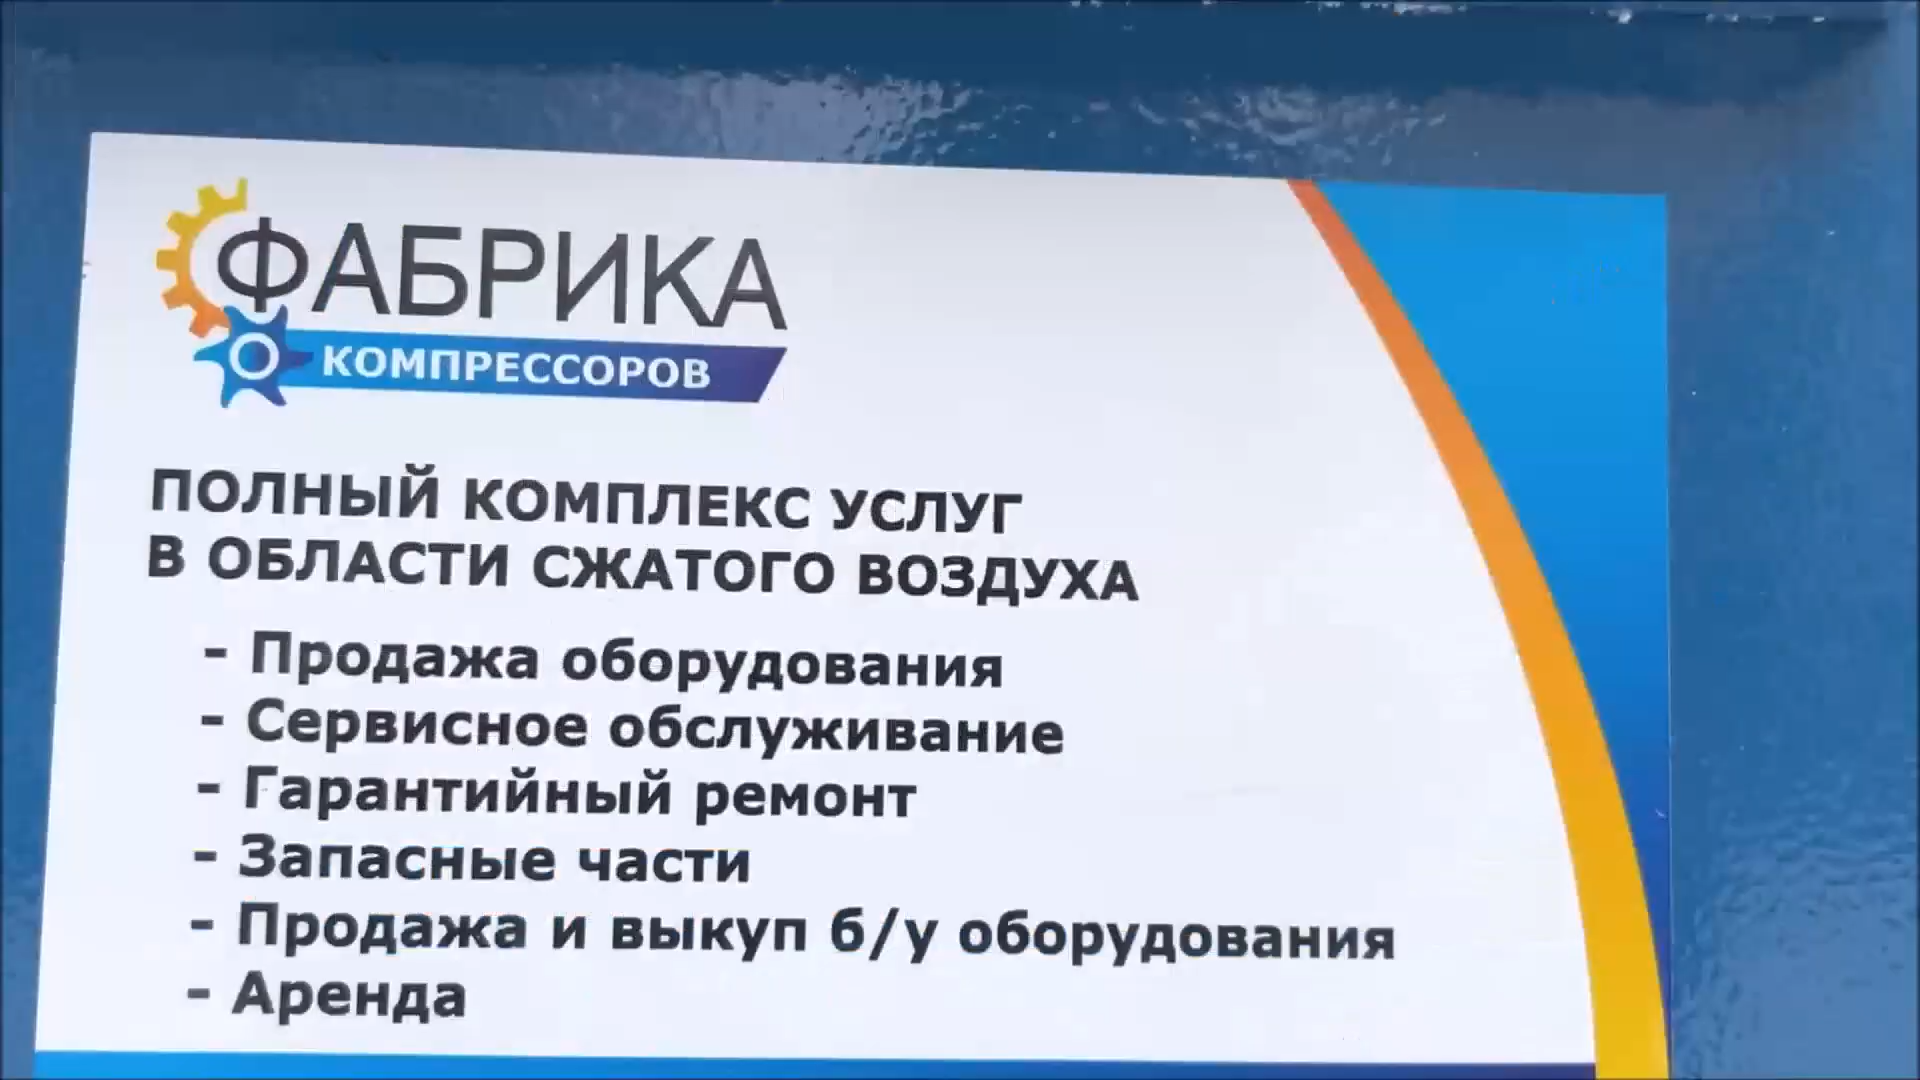 ФАБРИКА
КОМПРЕССОРОВ
ПОЛНЫЙ КОМПЛЕКС УСЛУГ
В ОБЛАСТИ СЖАТОГО ВОЗДУХА
- Продажа оборудования
- Сервисное обслуживание
- Гарантийный ремонт
- Запасные части
- Продажа и выкуп б/у оборудования
- Аренда